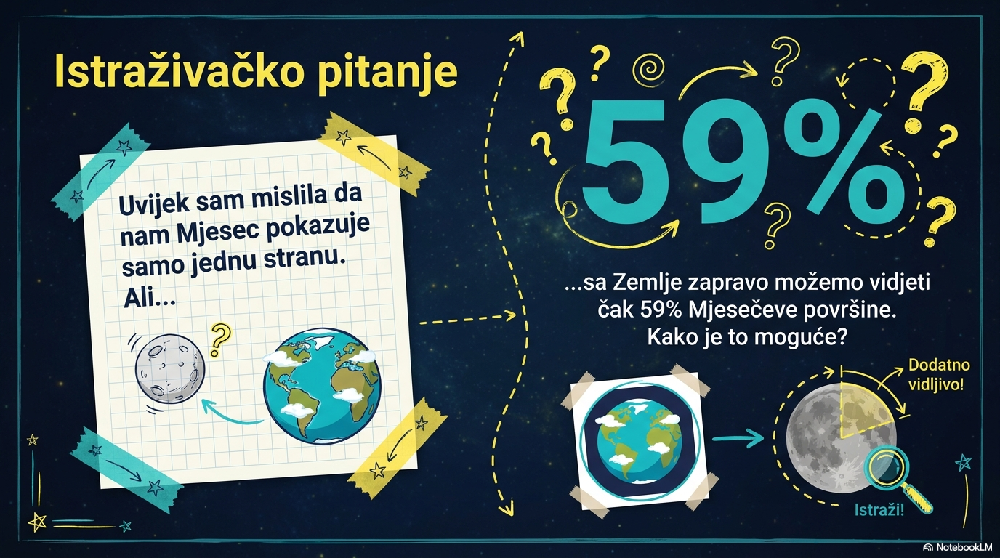 Istraživačko pitanje
Uvijek sam mislila da
nam Mjesec pokazuje
samo jednu stranu.
Ali...
?
? ? ? ? ? ? ? ?
59%
...sa Zemlje zapravo možemo vidjeti
čak 59% Mjesečeve površine.
Kako je to moguće?
Dodatno
vidljivo!
Istraži!
NotebookLM